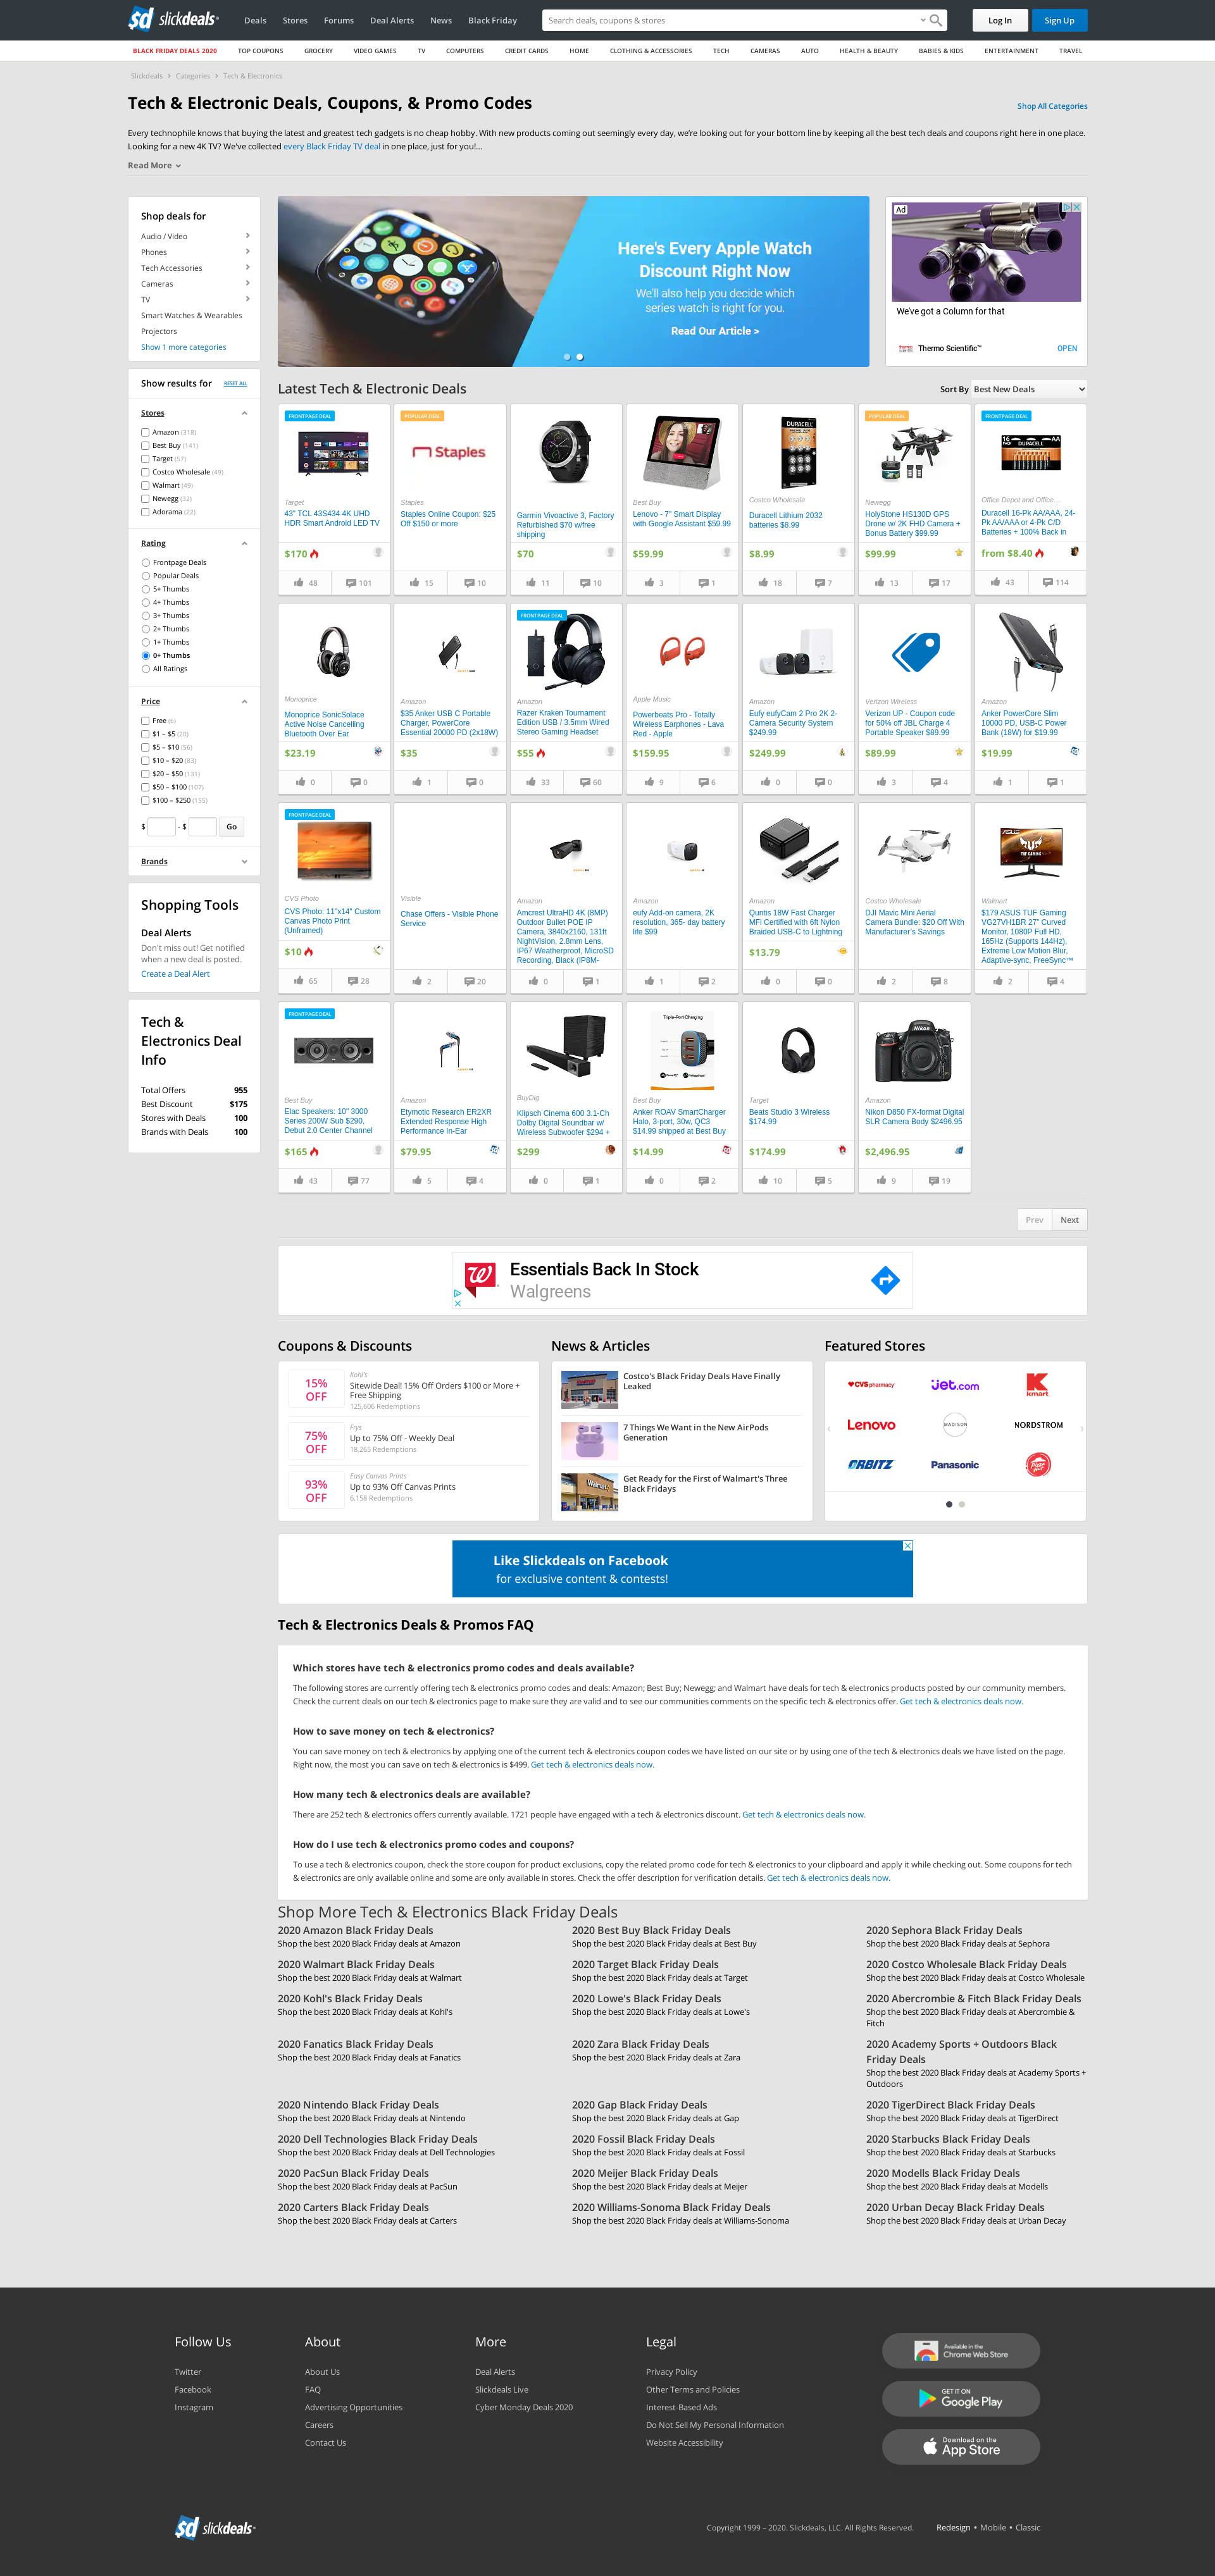 slickdeals
Deals Stores Forums Deal Alerts News Black Friday
Search deals, coupons & stores
Log In Sign Up
BLACK FRIDAY DEALS 2020 TOP COUPONS GROCERY VIDEO GAMES TV COMPUTERS CREDIT CARDS HOME CLOTHING & ACCESSORIES TECH CAMERAS AUTO HEALTH & BEAUTY BABIES & KIDS ENTERTAINMENT TRAVEL
Slickdeals › Categories › Tech & Electronics
Tech & Electronic Deals, Coupons, & Promo Codes
Shop All Categories
Every technophile knows that buying the latest and greatest tech gadgets is no cheap hobby. With new products coming out seemingly every day, we're looking out for your bottom line by keeping all the best tech deals and coupons right here in one place.
Looking for a new 4K TV? We've collected every Black Friday TV deal in one place, just for you!...
Read More
Shop deals for
Audio / Video
Phones
Tech Accessories
Cameras
TV
Smart Watches & Wearables
Projectors
Show 1 more categories
Show results for RESET ALL
Stores
Amazon (318)
Best Buy (141)
Target (57)
Costco Wholesale (49)
Walmart (49)
Newegg (32)
Adorama (22)
Rating
Frontpage Deals
Popular Deals
5+ Thumbs
4+ Thumbs
3+ Thumbs
2+ Thumbs
1+ Thumbs
0+ Thumbs
All Ratings
Price
Free (6)
$1 – $5 (20)
$5 – $10 (56)
$10 – $20 (83)
$20 – $50 (131)
$50 – $100 (107)
$100 – $250 (155)
$ - $ Go
Brands
Shopping Tools
Deal Alerts
Don't miss out! Get notified
when a new deal is posted.
Create a Deal Alert
Tech &
Electronics Deal
Info
Total Offers 955
Best Discount $175
Stores with Deals 100
Brands with Deals 100
Here's Every Apple Watch
Discount Right Now
We'll also help you decide which
series watch is right for you.
Read Our Article >
Ad
We've got a Column for that
Thermo Scientific™ OPEN
Latest Tech & Electronic Deals
Sort By Best New Deals
FRONTPAGE DEAL
Target
43" TCL 43S434 4K UHD
HDR Smart Android LED TV
$170
48 101
POPULAR DEAL
Staples
Staples
Staples Online Coupon: $25
Off $150 or more
15 10
Garmin Vivoactive 3, Factory
Refurbished $70 w/free
shipping
$70
11 10
Best Buy
Lenovo - 7" Smart Display
with Google Assistant $59.99
$59.99
3 1
DURACELL
Costco Wholesale
Duracell Lithium 2032
batteries $8.99
$8.99
18 7
POPULAR DEAL
Newegg
HolyStone HS130D GPS
Drone w/ 2K FHD Camera +
Bonus Battery $99.99
$99.99
13 17
FRONTPAGE DEAL
16 DURACELL AA
Office Depot and Office...
Duracell 16-Pk AA/AAA, 24-
Pk AA/AAA or 4-Pk C/D
Batteries + 100% Back in
from $8.40
43 114
Monoprice
Monoprice SonicSolace
Active Noise Cancelling
Bluetooth Over Ear
$23.19
0 0
Amazon
$35 Anker USB C Portable
Charger, PowerCore
Essential 20000 PD (2x18W)
$35
1 0
FRONTPAGE DEAL
Amazon
Razer Kraken Tournament
Edition USB / 3.5mm Wired
Stereo Gaming Headset
$55
33 60
Apple Music
Powerbeats Pro - Totally
Wireless Earphones - Lava
Red - Apple
$159.95
9 6
Amazon
Eufy eufyCam 2 Pro 2K 2-
Camera Security System
$249.99
$249.99
0 0
Verizon Wireless
Verizon UP - Coupon code
for 50% off JBL Charge 4
Portable Speaker $89.99
$89.99
3 4
Amazon
Anker PowerCore Slim
10000 PD, USB-C Power
Bank (18W) for $19.99
$19.99
1 1
FRONTPAGE DEAL
CVS Photo
CVS Photo: 11"x14" Custom
Canvas Photo Print
(Unframed)
$10
65 28
Visible
Chase Offers - Visible Phone
Service
2 20
Amazon
Amcrest UltraHD 4K (8MP)
Outdoor Bullet POE IP
Camera, 3840x2160, 131ft
NightVision, 2.8mm Lens,
IP67 Weatherproof, MicroSD
Recording, Black (IP8M-
0 1
Amazon
eufy Add-on camera, 2K
resolution, 365- day battery
life $99
1 2
Amazon
Quntis 18W Fast Charger
MFi Certified with 6ft Nylon
Braided USB-C to Lightning
$13.79
0 0
Costco Wholesale
DJI Mavic Mini Aerial
Camera Bundle: $20 Off With
Manufacturer's Savings
2 8
ASUS
TUF GAMING
Walmart
$179 ASUS TUF Gaming
VG27VH1BR 27" Curved
Monitor, 1080P Full HD,
165Hz (Supports 144Hz),
Extreme Low Motion Blur,
Adaptive-sync, FreeSync™
2 4
FRONTPAGE DEAL
Best Buy
Elac Speakers: 10" 3000
Series 200W Sub $290,
Debut 2.0 Center Channel
$165
43 77
Amazon
Etymotic Research ER2XR
Extended Response High
Performance In-Ear
$79.95
5 4
BuyDig
Klipsch Cinema 600 3.1-Ch
Dolby Digital Soundbar w/
Wireless Subwoofer $294 +
$299
0 1
Triple-Port Charging
Best Buy
Anker ROAV SmartCharger
Halo, 3-port, 30w, QC3
$14.99 shipped at Best Buy
$14.99
0 2
Target
Beats Studio 3 Wireless
$174.99
$174.99
10 5
Nikon
Amazon
Nikon D850 FX-format Digital
SLR Camera Body $2496.95
$2,496.95
9 19
Prev Next
Essentials Back In Stock
Walgreens
Coupons & Discounts
15%
OFF
Kohl's
Sitewide Deal! 15% Off Orders $100 or More +
Free Shipping
125,606 Redemptions
75%
OFF
Frys
Up to 75% Off - Weekly Deal
18,265 Redemptions
93%
OFF
Easy Canvas Prints
Up to 93% Off Canvas Prints
6,158 Redemptions
News & Articles
Costco's Black Friday Deals Have Finally
Leaked
7 Things We Want in the New AirPods
Generation
Walmart
Get Ready for the First of Walmart's Three
Black Fridays
Featured Stores
CVS pharmacy jet.com kmart
Lenovo MADISON NORDSTROM
ORBITZ Panasonic Pizza Hut
Like Slickdeals on Facebook
for exclusive content & contests!
Tech & Electronics Deals & Promos FAQ
Which stores have tech & electronics promo codes and deals available?
The following stores are currently offering tech & electronics promo codes and deals: Amazon; Best Buy; Newegg; and Walmart have deals for tech & electronics products posted by our community members.
Check the current deals on our tech & electronics page to make sure they are valid and to see our communities comments on the specific tech & electronics offer. Get tech & electronics deals now.
How to save money on tech & electronics?
You can save money on tech & electronics by applying one of the current tech & electronics coupon codes we have listed on our site or by using one of the tech & electronics deals we have listed on the page.
Right now, the most you can save on tech & electronics is $499. Get tech & electronics deals now.
How many tech & electronics deals are available?
There are 252 tech & electronics offers currently available. 1721 people have engaged with a tech & electronics discount. Get tech & electronics deals now.
How do I use tech & electronics promo codes and coupons?
To use a tech & electronics coupon, check the store coupon for product exclusions, copy the related promo code for tech & electronics to your clipboard and apply it while checking out. Some coupons for tech
& electronics are only available online and some are only available in stores. Check the offer description for verification details. Get tech & electronics deals now.
Shop More Tech & Electronics Black Friday Deals
2020 Amazon Black Friday Deals
Shop the best 2020 Black Friday deals at Amazon
2020 Best Buy Black Friday Deals
Shop the best 2020 Black Friday deals at Best Buy
2020 Sephora Black Friday Deals
Shop the best 2020 Black Friday deals at Sephora
2020 Walmart Black Friday Deals
Shop the best 2020 Black Friday deals at Walmart
2020 Target Black Friday Deals
Shop the best 2020 Black Friday deals at Target
2020 Costco Wholesale Black Friday Deals
Shop the best 2020 Black Friday deals at Costco Wholesale
2020 Kohl's Black Friday Deals
Shop the best 2020 Black Friday deals at Kohl's
2020 Lowe's Black Friday Deals
Shop the best 2020 Black Friday deals at Lowe's
2020 Abercrombie & Fitch Black Friday Deals
Shop the best 2020 Black Friday deals at Abercrombie &
Fitch
2020 Fanatics Black Friday Deals
Shop the best 2020 Black Friday deals at Fanatics
2020 Zara Black Friday Deals
Shop the best 2020 Black Friday deals at Zara
2020 Academy Sports + Outdoors Black
Friday Deals
Shop the best 2020 Black Friday deals at Academy Sports +
Outdoors
2020 Nintendo Black Friday Deals
Shop the best 2020 Black Friday deals at Nintendo
2020 Gap Black Friday Deals
Shop the best 2020 Black Friday deals at Gap
2020 TigerDirect Black Friday Deals
Shop the best 2020 Black Friday deals at TigerDirect
2020 Dell Technologies Black Friday Deals
Shop the best 2020 Black Friday deals at Dell Technologies
2020 Fossil Black Friday Deals
Shop the best 2020 Black Friday deals at Fossil
2020 Starbucks Black Friday Deals
Shop the best 2020 Black Friday deals at Starbucks
2020 PacSun Black Friday Deals
Shop the best 2020 Black Friday deals at PacSun
2020 Meijer Black Friday Deals
Shop the best 2020 Black Friday deals at Meijer
2020 Modells Black Friday Deals
Shop the best 2020 Black Friday deals at Modells
2020 Carters Black Friday Deals
Shop the best 2020 Black Friday deals at Carters
2020 Williams-Sonoma Black Friday Deals
Shop the best 2020 Black Friday deals at Williams-Sonoma
2020 Urban Decay Black Friday Deals
Shop the best 2020 Black Friday deals at Urban Decay
Follow Us
Twitter
Facebook
Instagram
About
About Us
FAQ
Advertising Opportunities
Careers
Contact Us
More
Deal Alerts
Slickdeals Live
Cyber Monday Deals 2020
Legal
Privacy Policy
Other Terms and Policies
Interest-Based Ads
Do Not Sell My Personal Information
Website Accessibility
Available in the
Chrome Web Store
GET IT ON
Google Play
Download on the
App Store
slickdeals
Copyright 1999 – 2020. Slickdeals, LLC. All Rights Reserved. Redesign • Mobile • Classic